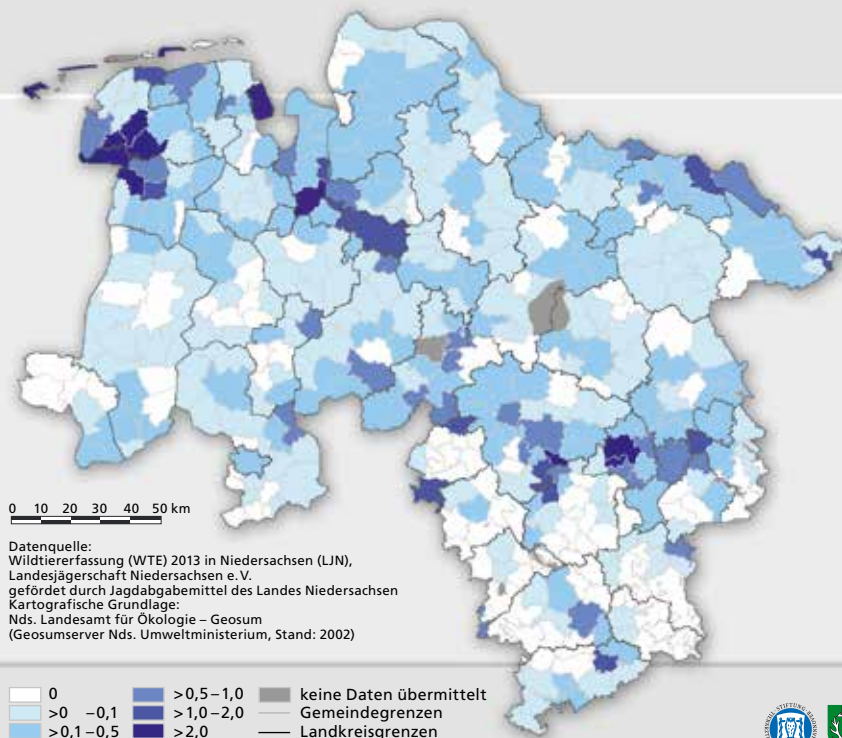 0 10 20 30 40 50 km
Datenquelle:
Wildtiererfassung (WTE) 2013 in Niedersachsen (LJN),
Landesjägerschaft Niedersachsen e. V.
gefördert durch Jagdabgabemittel des Landes Niedersachsen
Kartografische Grundlage:
Nds. Landesamt für Ökologie – Geosum
(Geosumserver Nds. Umweltministerium, Stand: 2002)
0
>0 –0,1
>0,1–0,5
>0,5–1,0
>1,0–2,0
>2,0
keine Daten übermittelt
Gemeindegrenzen
Landkreisgrenzen